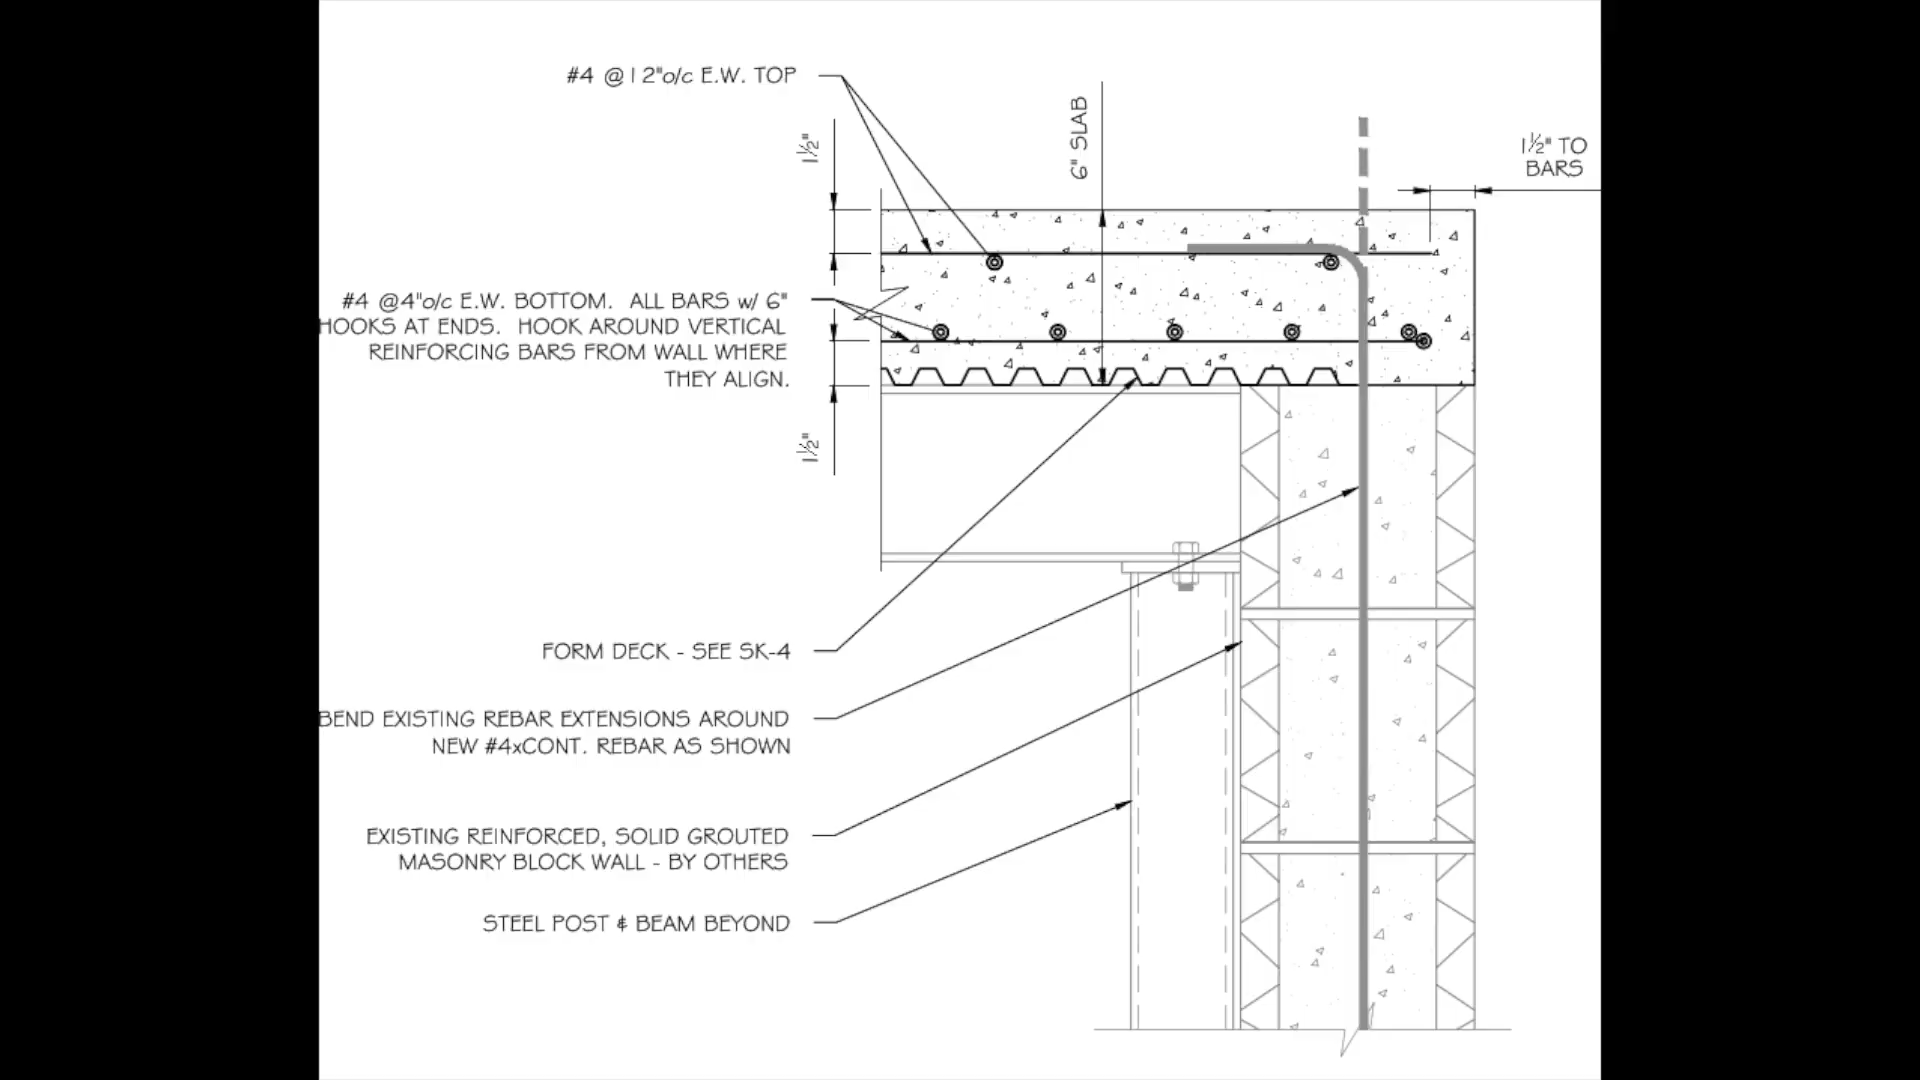 #4 @12"o/c E.W. TOP
1½"
6" SLAB
1½" TO
BARS
#4 @4"o/c E.W. BOTTOM. ALL BARS w/ 6"
HOOKS AT ENDS. HOOK AROUND VERTICAL
REINFORCING BARS FROM WALL WHERE
THEY ALIGN.
1½"
FORM DECK - SEE SK-4
BEND EXISTING REBAR EXTENSIONS AROUND
NEW #4xCONT. REBAR AS SHOWN
EXISTING REINFORCED, SOLID GROUTED
MASONRY BLOCK WALL - BY OTHERS
STEEL POST & BEAM BEYOND